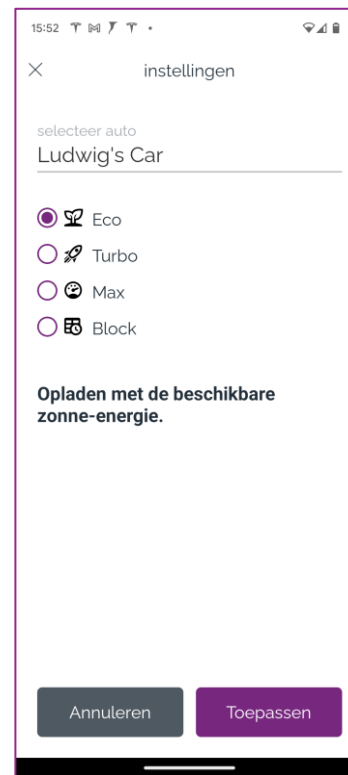 15:52
instellingen
selecteer auto
Ludwig's Car
Eco
Turbo
Max
Block
Opladen met de beschikbare
zonne-energie.
Annuleren
Toepassen